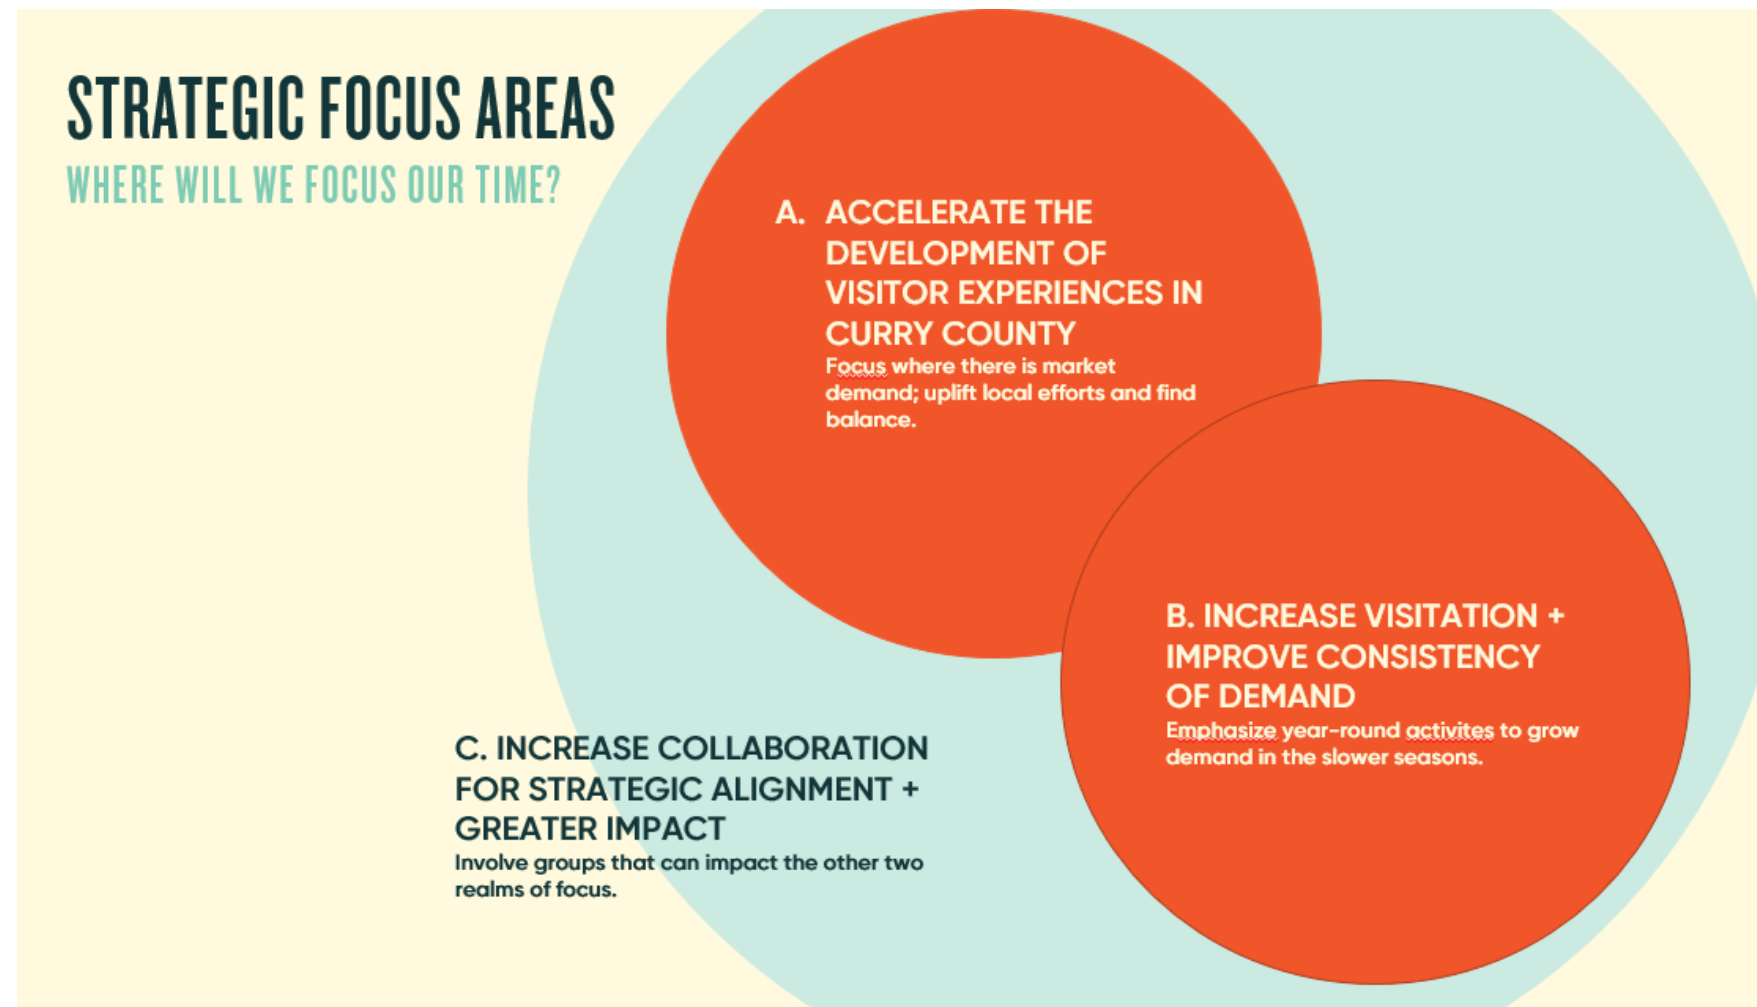 STRATEGIC FOCUS AREAS
WHERE WILL WE FOCUS OUR TIME?
A. ACCELERATE THE
DEVELOPMENT OF
VISITOR EXPERIENCES IN
CURRY COUNTY
Focus where there is market
demand; uplift local efforts and find
balance.
B. INCREASE VISITATION +
IMPROVE CONSISTENCY
OF DEMAND
Emphasize year-round activites to grow
demand in the slower seasons.
C. INCREASE COLLABORATION
FOR STRATEGIC ALIGNMENT +
GREATER IMPACT
Involve groups that can impact the other two
realms of focus.